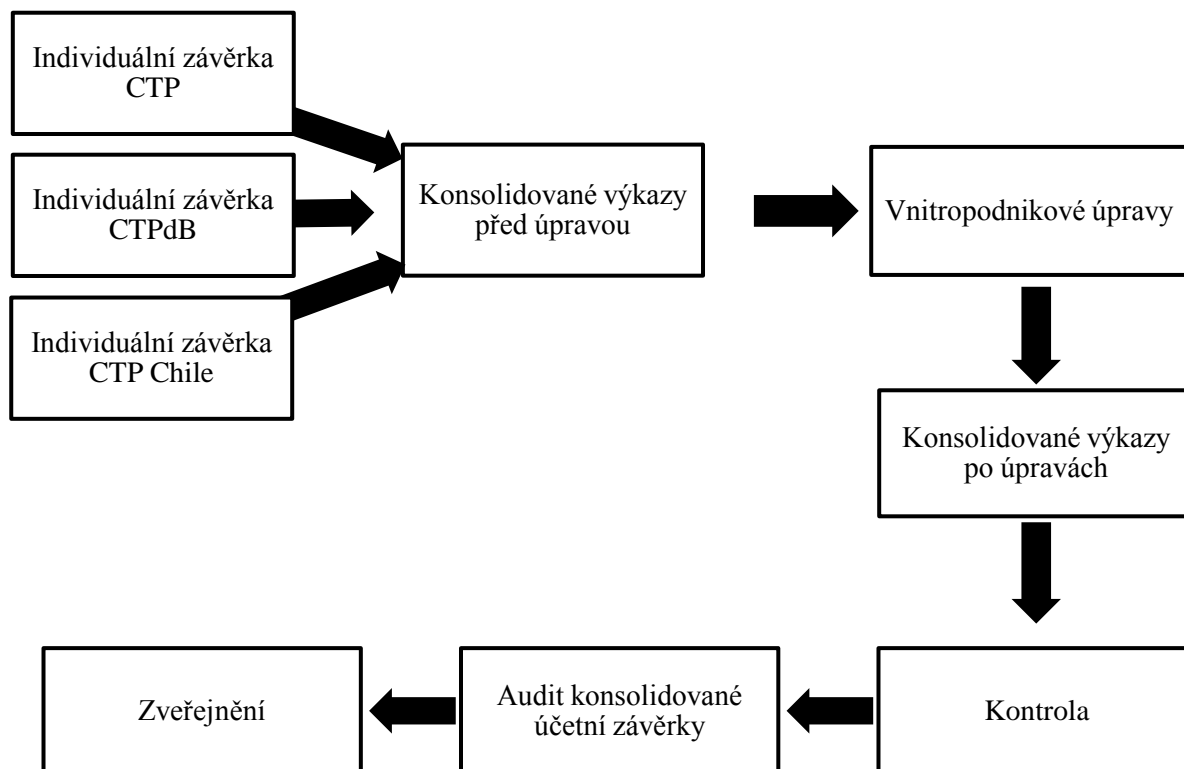 Individuální závěrka
CTP
Individuální závěrka
CTPdB
Individuální závěrka
CTP Chile
Konsolidované výkazy
před úpravou
Vnitropodnikové úpravy
Konsolidované výkazy
po úpravách
Kontrola
Audit konsolidované
účetní závěrky
Zveřejnění